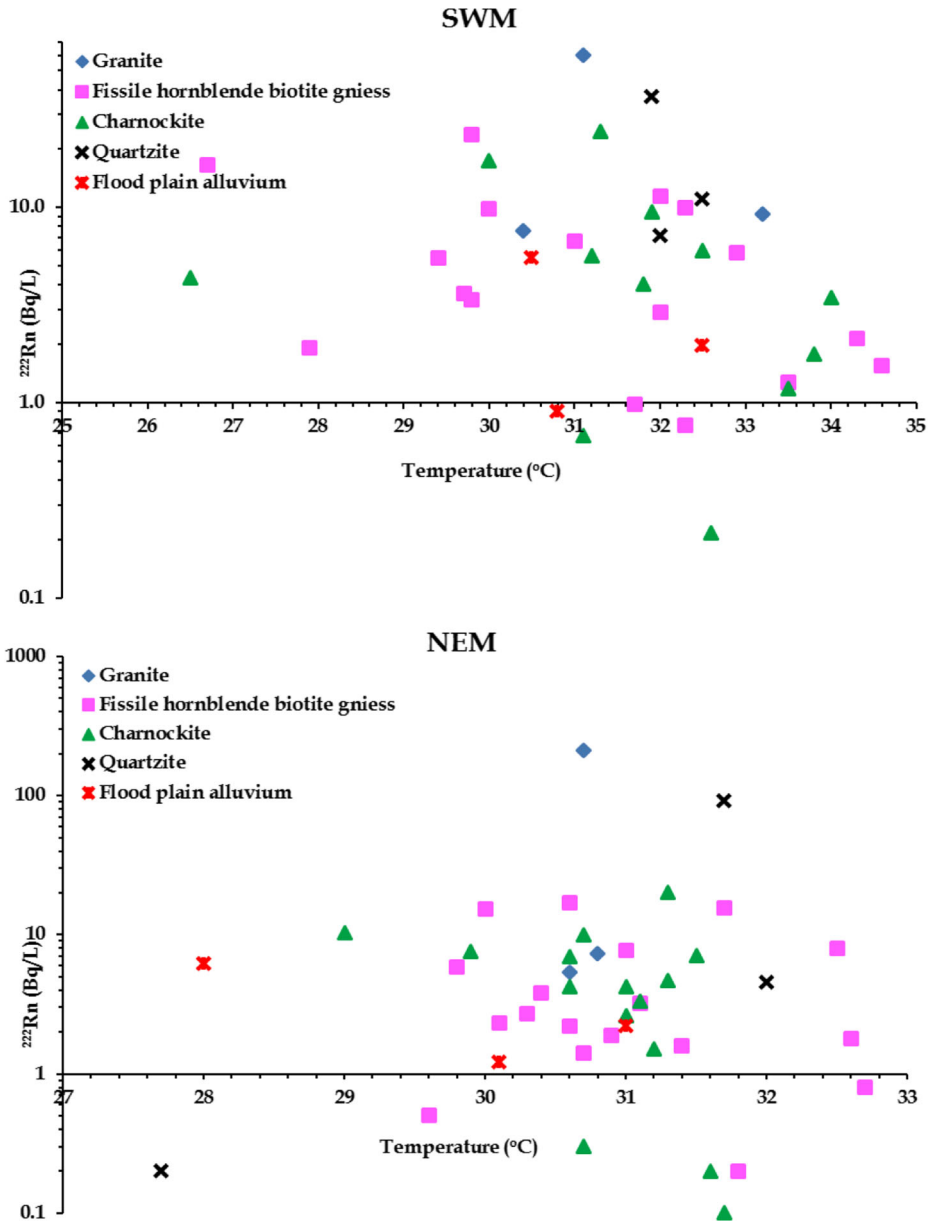 SWM
Granite
Fissile hornblende biotite gniess
Charnockite
Quartzite
Flood plain alluvium
10.0
1.0
0.1
²²²Rn (Bq/L)
25 26 27 28 29 30 31 32 33 34 35
Temperature (°C)
NEM
1000
Granite
Fissile hornblende biotite gniess
Charnockite
Quartzite
Flood plain alluvium
100
10
1
0.1
²²²Rn (Bq/L)
27 28 29 30 31 32 33
Temperature (°C)